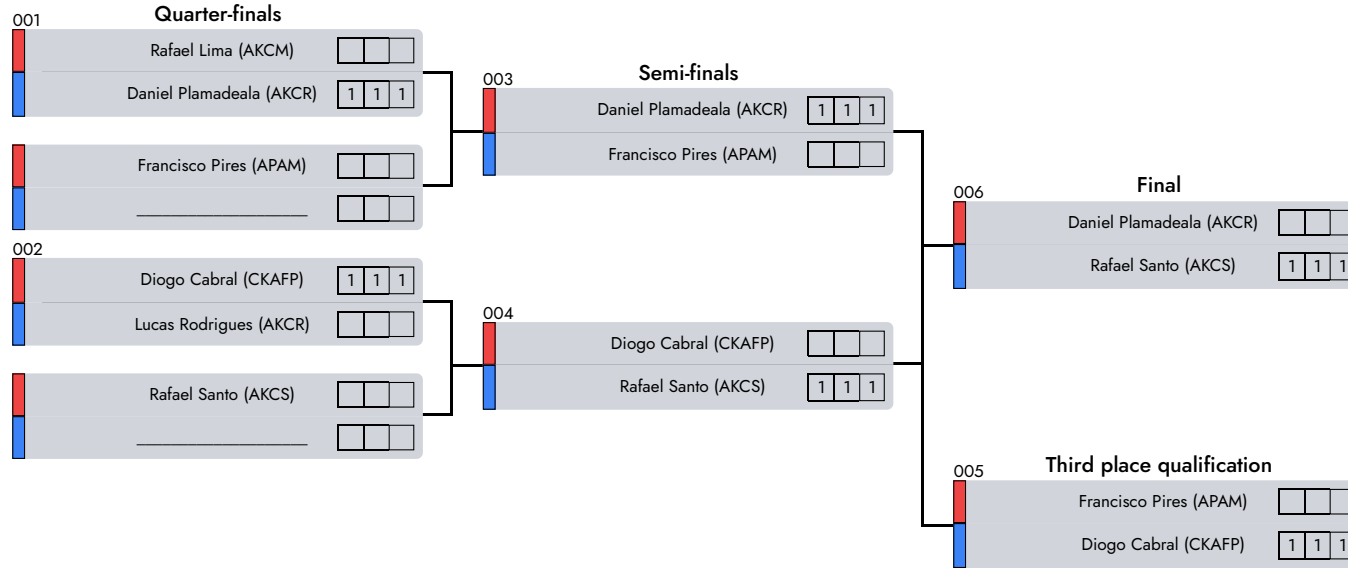 Quarter-finals
001
Rafael Lima (AKCM)
Daniel Plamadeala (AKCR) 1 1 1
Francisco Pires (APAM)
____________________
002
Diogo Cabral (CKAFP) 1 1 1
Lucas Rodrigues (AKCR)
Rafael Santo (AKCS)
____________________
Semi-finals
003
Daniel Plamadeala (AKCR) 1 1 1
Francisco Pires (APAM)
004
Diogo Cabral (CKAFP)
Rafael Santo (AKCS) 1 1 1
Final
006
Daniel Plamadeala (AKCR)
Rafael Santo (AKCS) 1 1 1
Third place qualification
005
Francisco Pires (APAM)
Diogo Cabral (CKAFP) 1 1 1